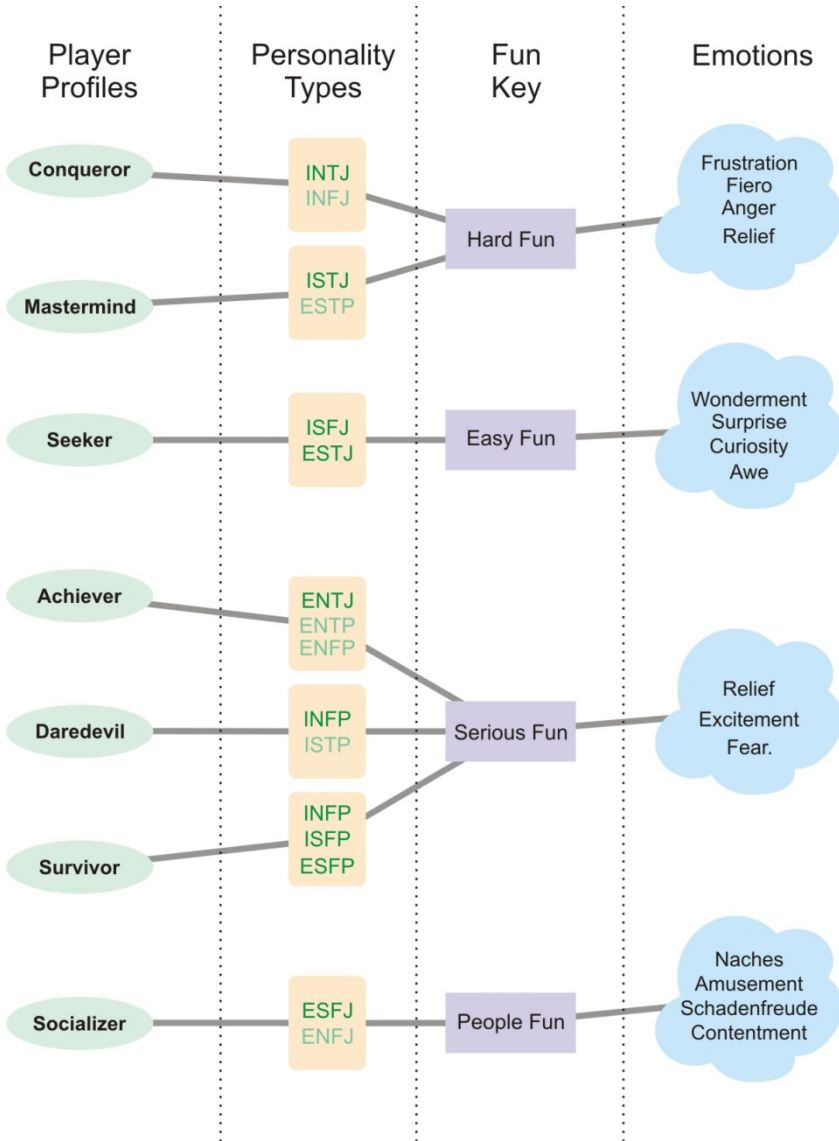 Player
Profiles
Personality
Types
Fun
Key
Emotions
Conqueror
INTJ
INFJ
Mastermind
ISTJ
ESTP
Hard Fun
Frustration
Fiero
Anger
Relief
Seeker
ISFJ
ESTJ
Easy Fun
Wonderment
Surprise
Curiosity
Awe
Achiever
ENTJ
ENTP
ENFP
Daredevil
INFP
ISTP
Survivor
INFP
ISFP
ESFP
Serious Fun
Relief
Excitement
Fear.
Socializer
ESFJ
ENFJ
People Fun
Naches
Amusement
Schadenfreude
Contentment